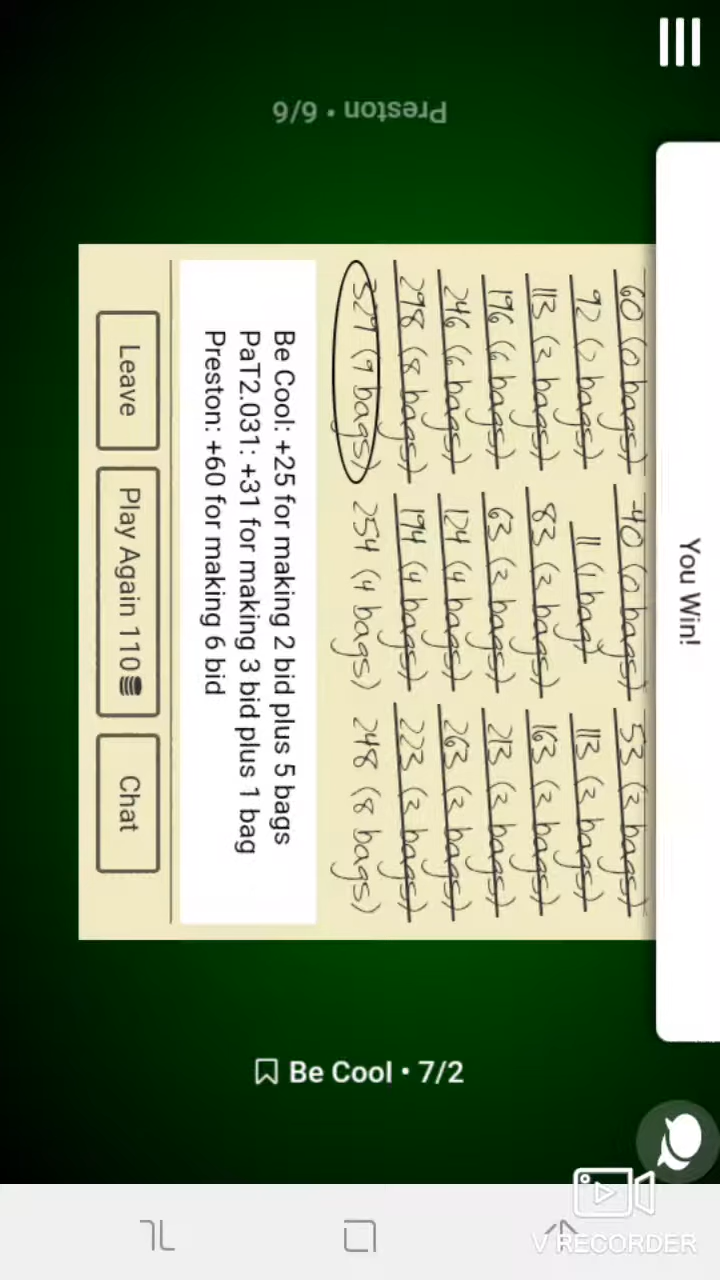 You Win!
60 (0 bags) -40 (0 bags) 53 (3 bags)
92 (2 bags) 11 (1 bag) 113 (3 bags)
113 (3 bags) 83 (3 bags) 163 (3 bags)
196 (6 bags) 63 (3 bags) 213 (3 bags)
246 (6 bags) 124 (4 bags) 263 (3 bags)
298 (8 bags) 194 (4 bags) 223 (3 bags)
329 (9 bags) 254 (4 bags) 248 (8 bags)
Be Cool: +25 for making 2 bid plus 5 bags
PaT2.031: +31 for making 3 bid plus 1 bag
Preston: +60 for making 6 bid
Leave
Play Again 110
Chat
Preston • 6/6
Be Cool • 7/2
V RECORDER